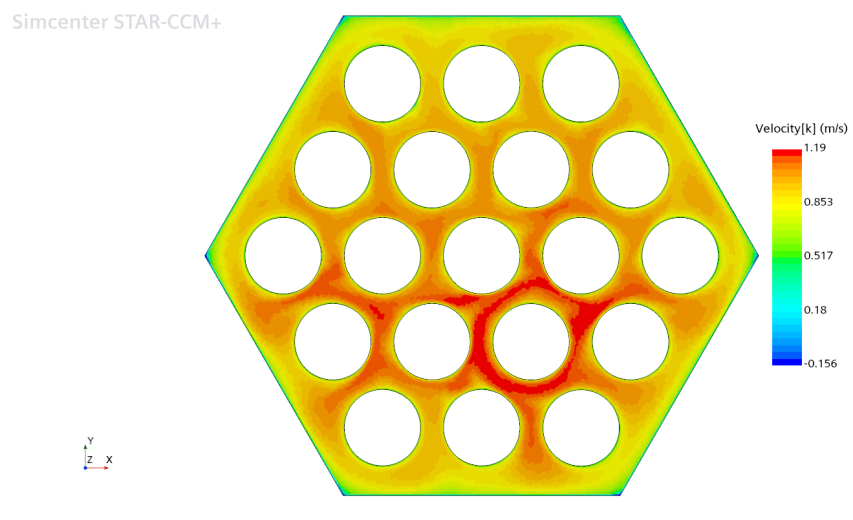 Simcenter STAR-CCM+
Velocity[k] (m/s)
1.19
0.853
0.517
0.18
-0.156
Y
Z X